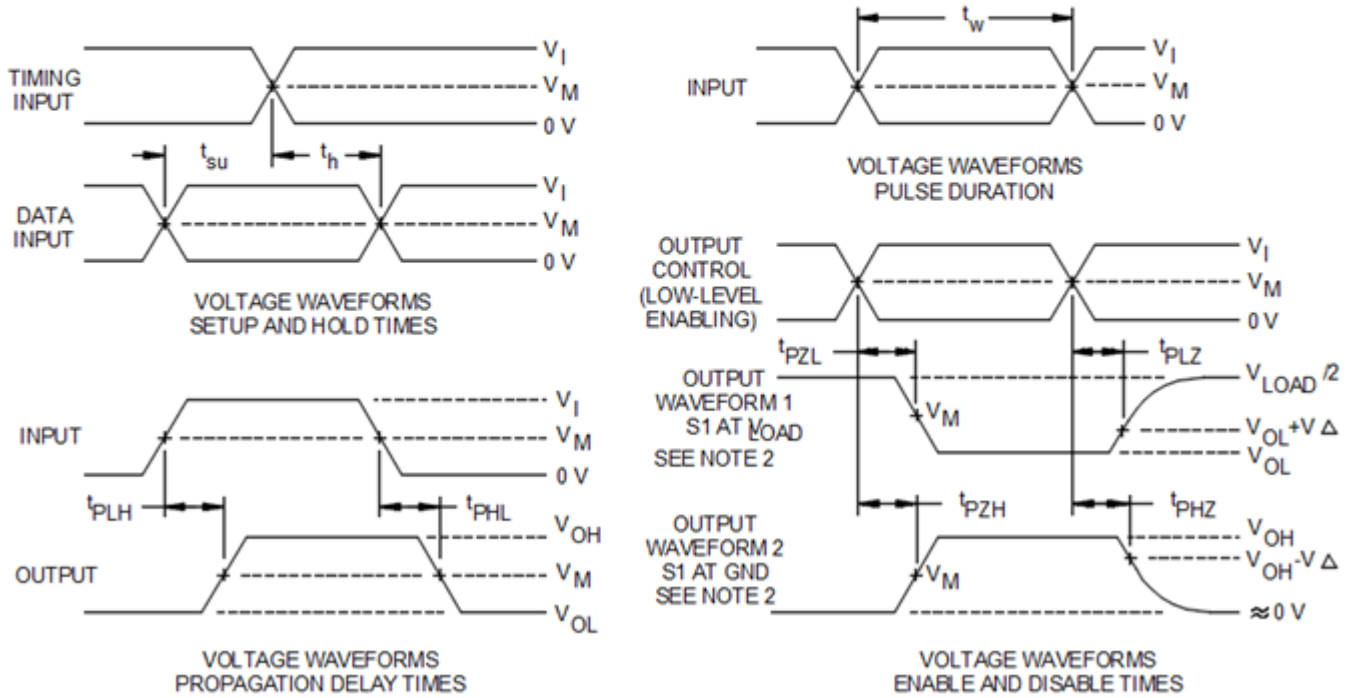 TIMING
INPUT
V_I
V_M
0 V
t_su
t_h
DATA
INPUT
V_I
V_M
0 V
VOLTAGE WAVEFORMS
SETUP AND HOLD TIMES
t_w
INPUT
V_I
V_M
0 V
VOLTAGE WAVEFORMS
PULSE DURATION
INPUT
V_I
V_M
0 V
t_PLH
t_PHL
OUTPUT
V_OH
V_M
V_OL
VOLTAGE WAVEFORMS
PROPAGATION DELAY TIMES
OUTPUT
CONTROL
(LOW-LEVEL
ENABLING)
V_I
V_M
0 V
t_PZL
t_PLZ
OUTPUT
WAVEFORM 1
S1 AT V_LOAD
SEE NOTE 2
V_M
V_LOAD/2
V_OL+V Δ
V_OL
t_PZH
t_PHZ
OUTPUT
WAVEFORM 2
S1 AT GND
SEE NOTE 2
V_M
V_OH
V_OH-V Δ
≈0 V
VOLTAGE WAVEFORMS
ENABLE AND DISABLE TIMES